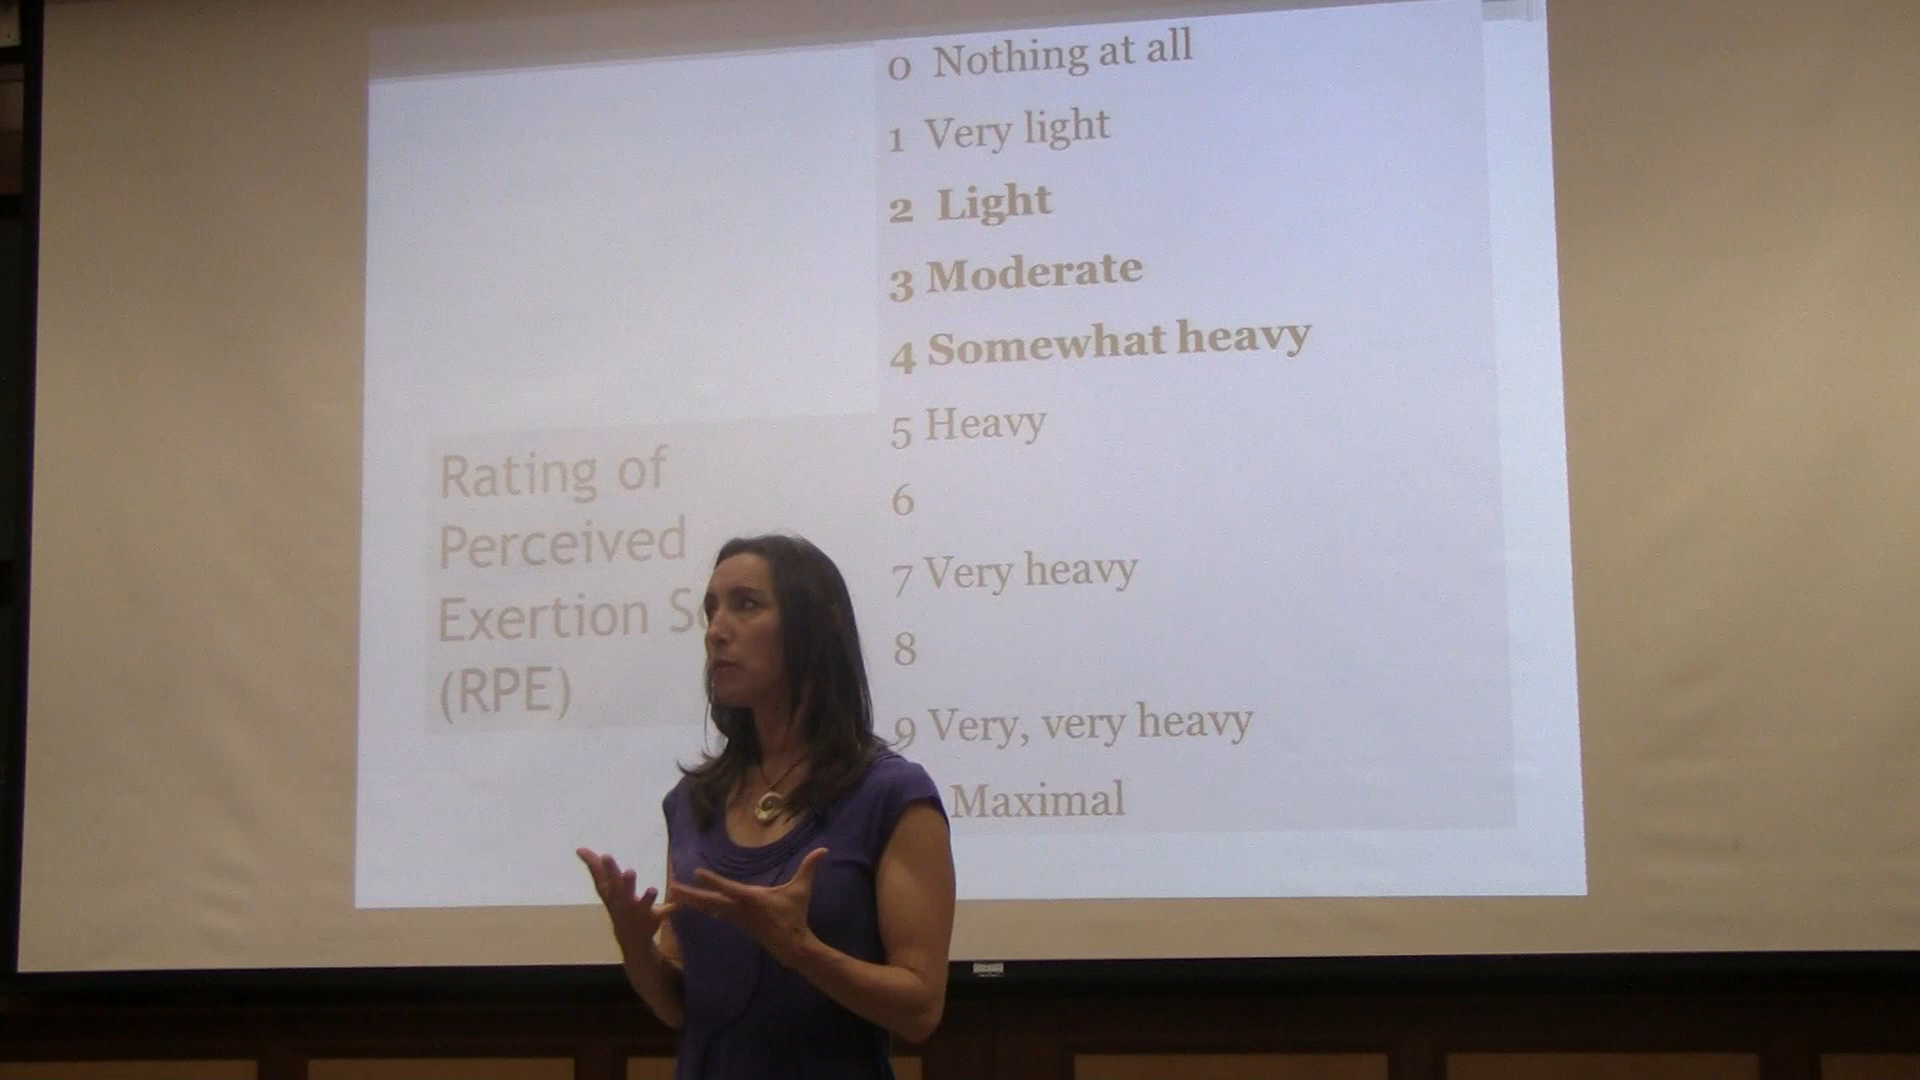 Rating of
Perceived
Exertion
(RPE)
0 Nothing at all
1 Very light
2 Light
3 Moderate
4 Somewhat heavy
5 Heavy
6
7 Very heavy
8
9 Very, very heavy
Maximal